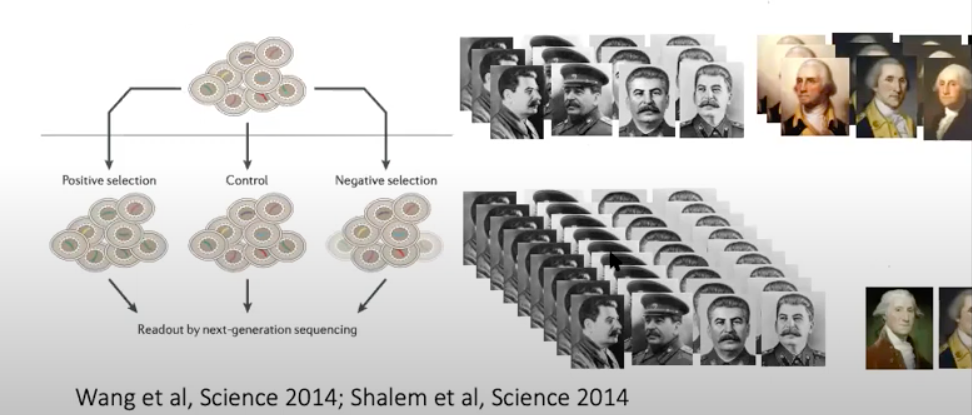 Positive selection
Control
Negative selection
Readout by next-generation sequencing
Wang et al, Science 2014; Shalem et al, Science 2014